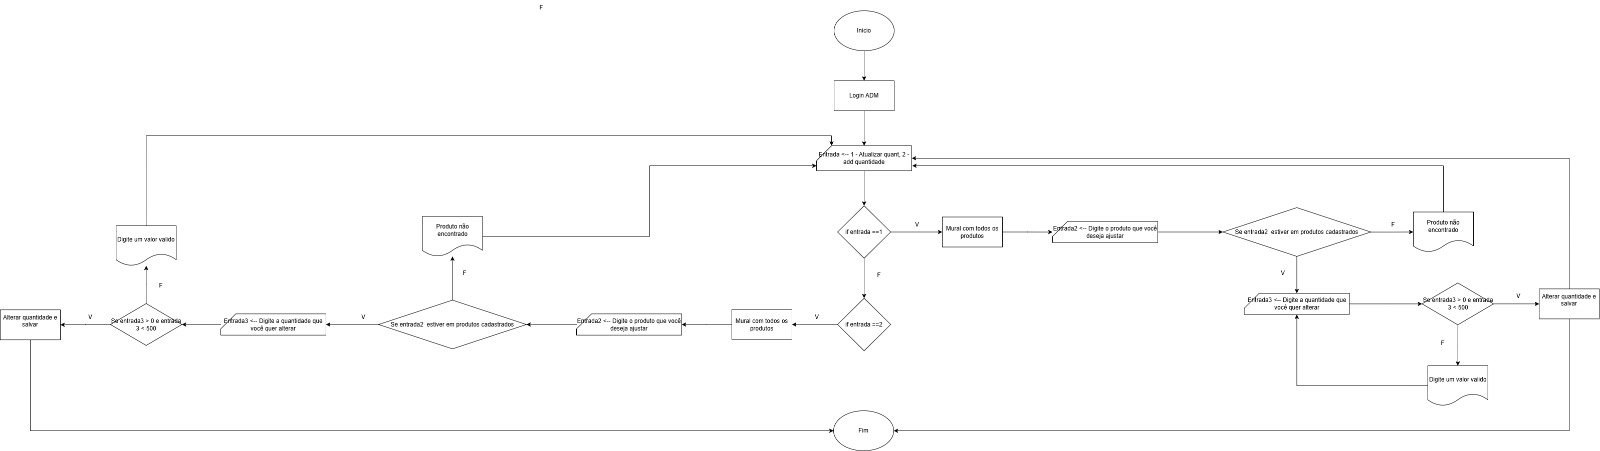 F
Inicio
Login ADM
Entrada <-- 1 - Atualizar quant, 2 -
add quantidade
if entrada ==1
V
Mural com todos os
produtos
Entrada2 <-- Digite o produto que você
deseja ajustar
Se entrada2 estiver em produtos cadastrados
F
Produto não
encontrado
V
Entrada3 <-- Digite a quantidade que
você quer alterar
Se entrada3 > 0 e entrada
3 < 500
V
Alterar quantidade e
salvar
F
Digite um valor valido
F
if entrada ==2
V
Mural com todos os
produtos
Entrada2 <-- Digite o produto que você
deseja ajustar
Se entrada2 estiver em produtos cadastrados
F
Produto não
encontrado
V
Entrada3 <-- Digite a quantidade que
você quer alterar
Se entrada3 > 0 e entrada
3 < 500
F
Digite um valor valido
V
Alterar quantidade e
salvar
Fim